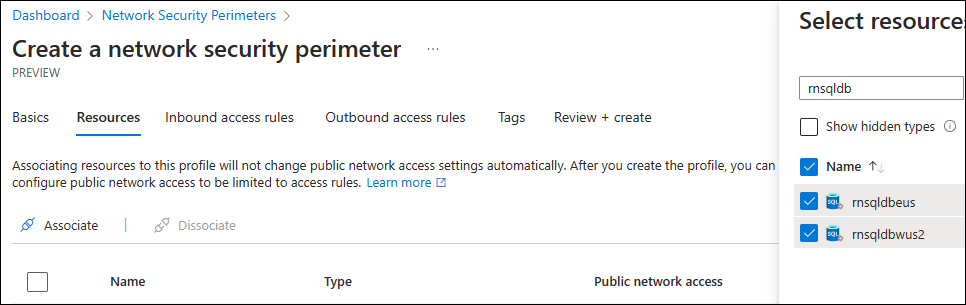 Dashboard > Network Security Perimeters >
Create a network security perimeter ...
PREVIEW
Basics Resources Inbound access rules Outbound access rules Tags Review + create
Associating resources to this profile will not change public network access settings automatically. After you create the profile, you can
configure public network access to be limited to access rules. Learn more
Associate Dissociate
Name Type Public network access
Select resources
rnsqldb
Show hidden types
Name ↑↓
SQL rnsqldbeus
SQL rnsqldbwus2